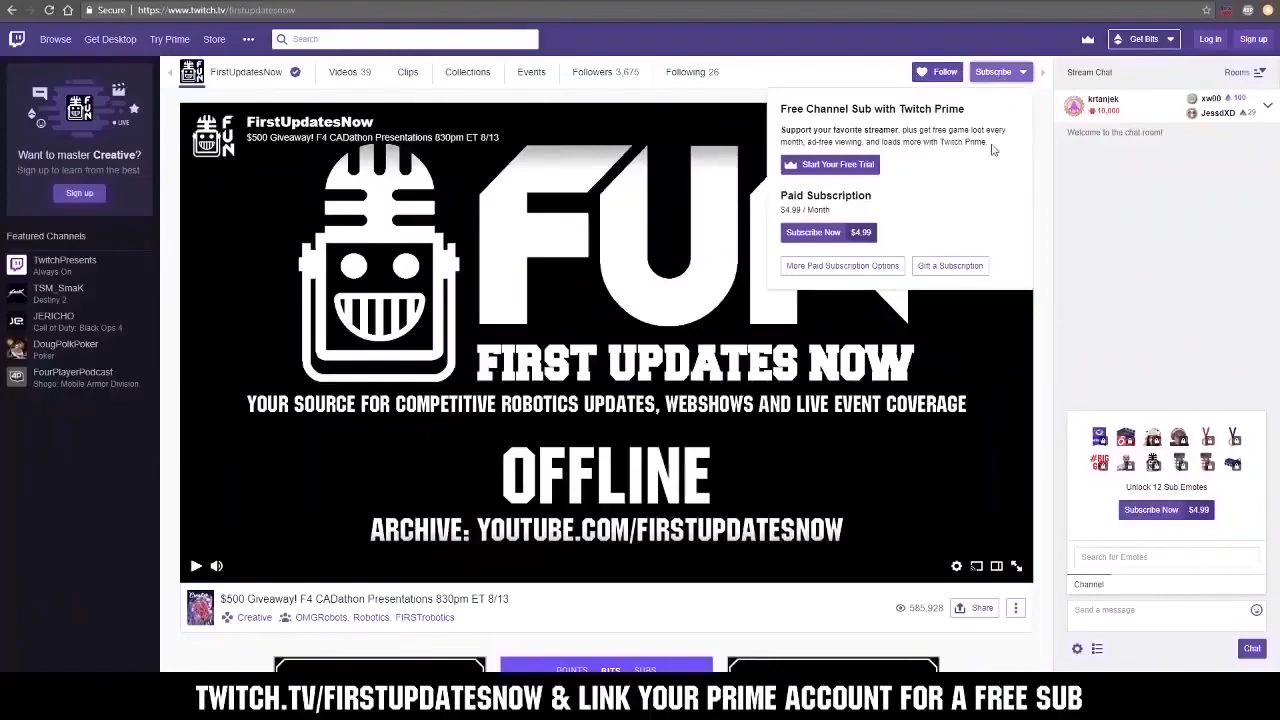 Secure
https://www.twitch.tv/firstupdatesnow
Browse
Get Desktop
Try Prime
Store
Search
Get Bits
Log in
Sign up
Want to master Creative?
Sign up to learn from the best.
Sign up
Featured Channels
TwitchPresents
Always On
TSM_SmaK
Destiny 2
JERICHO
Call of Duty: Black Ops 4
DougPolkPoker
Poker
FourPlayerPodcast
Shogo: Mobile Armor Division
FirstUpdatesNow
Videos 39
Clips
Collections
Events
Followers 3,675
Following 26
Follow
Subscribe
FirstUpdatesNow
$500 Giveaway! F4 CADathon Presentations 830pm ET 8/13
Free Channel Sub with Twitch Prime
Support your favorite streamer, plus get free game loot every
month, ad-free viewing, and loads more with Twitch Prime.
Start Your Free Trial
Paid Subscription
$4.99 / Month
Subscribe Now $4.99
More Paid Subscription Options
Gift a Subscription
FUN
FIRST UPDATES NOW
YOUR SOURCE FOR COMPETITIVE ROBOTICS UPDATES, WEBSHOWS AND LIVE EVENT COVERAGE
OFFLINE
ARCHIVE: YOUTUBE.COM/FIRSTUPDATESNOW
$500 Giveaway! F4 CADathon Presentations 830pm ET 8/13
Creative
OMGRobots, Robotics, FIRSTrobotics
585,928
Share
POINTS BITS SUBS
Stream Chat
Rooms
krtanjek
10,000
xw00 100
JessdXD 29
Welcome to the chat room!
Unlock 12 Sub Emotes
Subscribe Now $4.99
Search for Emotes
Channel
Send a message
Chat
TWITCH.TV/FIRSTUPDATESNOW & LINK YOUR PRIME ACCOUNT FOR A FREE SUB